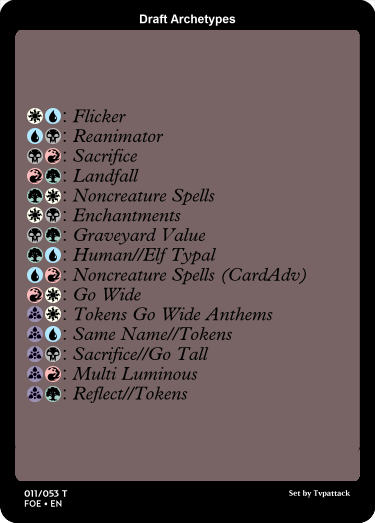 Draft Archetypes
: Flicker
: Reanimator
: Sacrifice
: Landfall
: Noncreature Spells
: Enchantments
: Graveyard Value
: Human//Elf Typal
: Noncreature Spells (CardAdv)
: Go Wide
: Tokens Go Wide Anthems
: Same Name//Tokens
: Sacrifice//Go Tall
: Multi Luminous
: Reflect//Tokens
011/053 T
FOE • EN
Set by Tvpattack